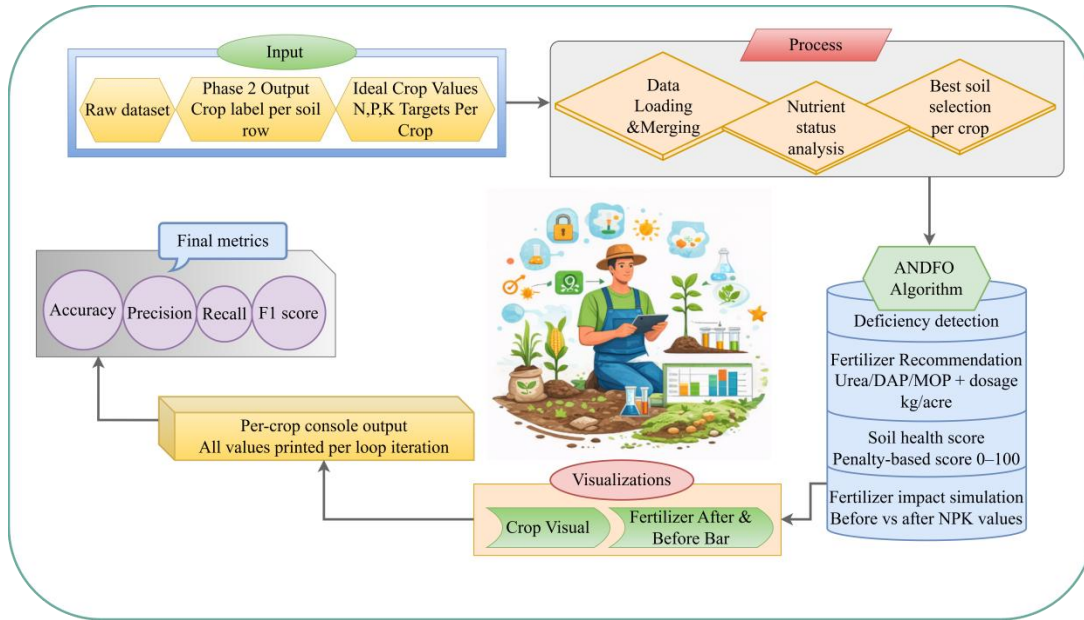 Input
Raw dataset
Phase 2 Output
Crop label per soil
row
Ideal Crop Values
N,P,K Targets Per
Crop
Process
Data
Loading
&Merging
Nutrient
status
analysis
Best soil
selection
per crop
ANDFO
Algorithm
Deficiency detection
Fertilizer Recommendation
Urea/DAP/MOP + dosage
kg/acre
Soil health score
Penalty-based score 0–100
Fertilizer impact simulation
Before vs after NPK values
Visualizations
Crop Visual
Fertilizer After &
Before Bar
Per-crop console output
All values printed per loop iteration
Final metrics
Accuracy
Precision
Recall
F1 score